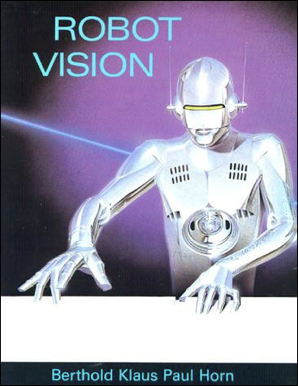 ROBOT
VISION
Berthold Klaus Paul Horn